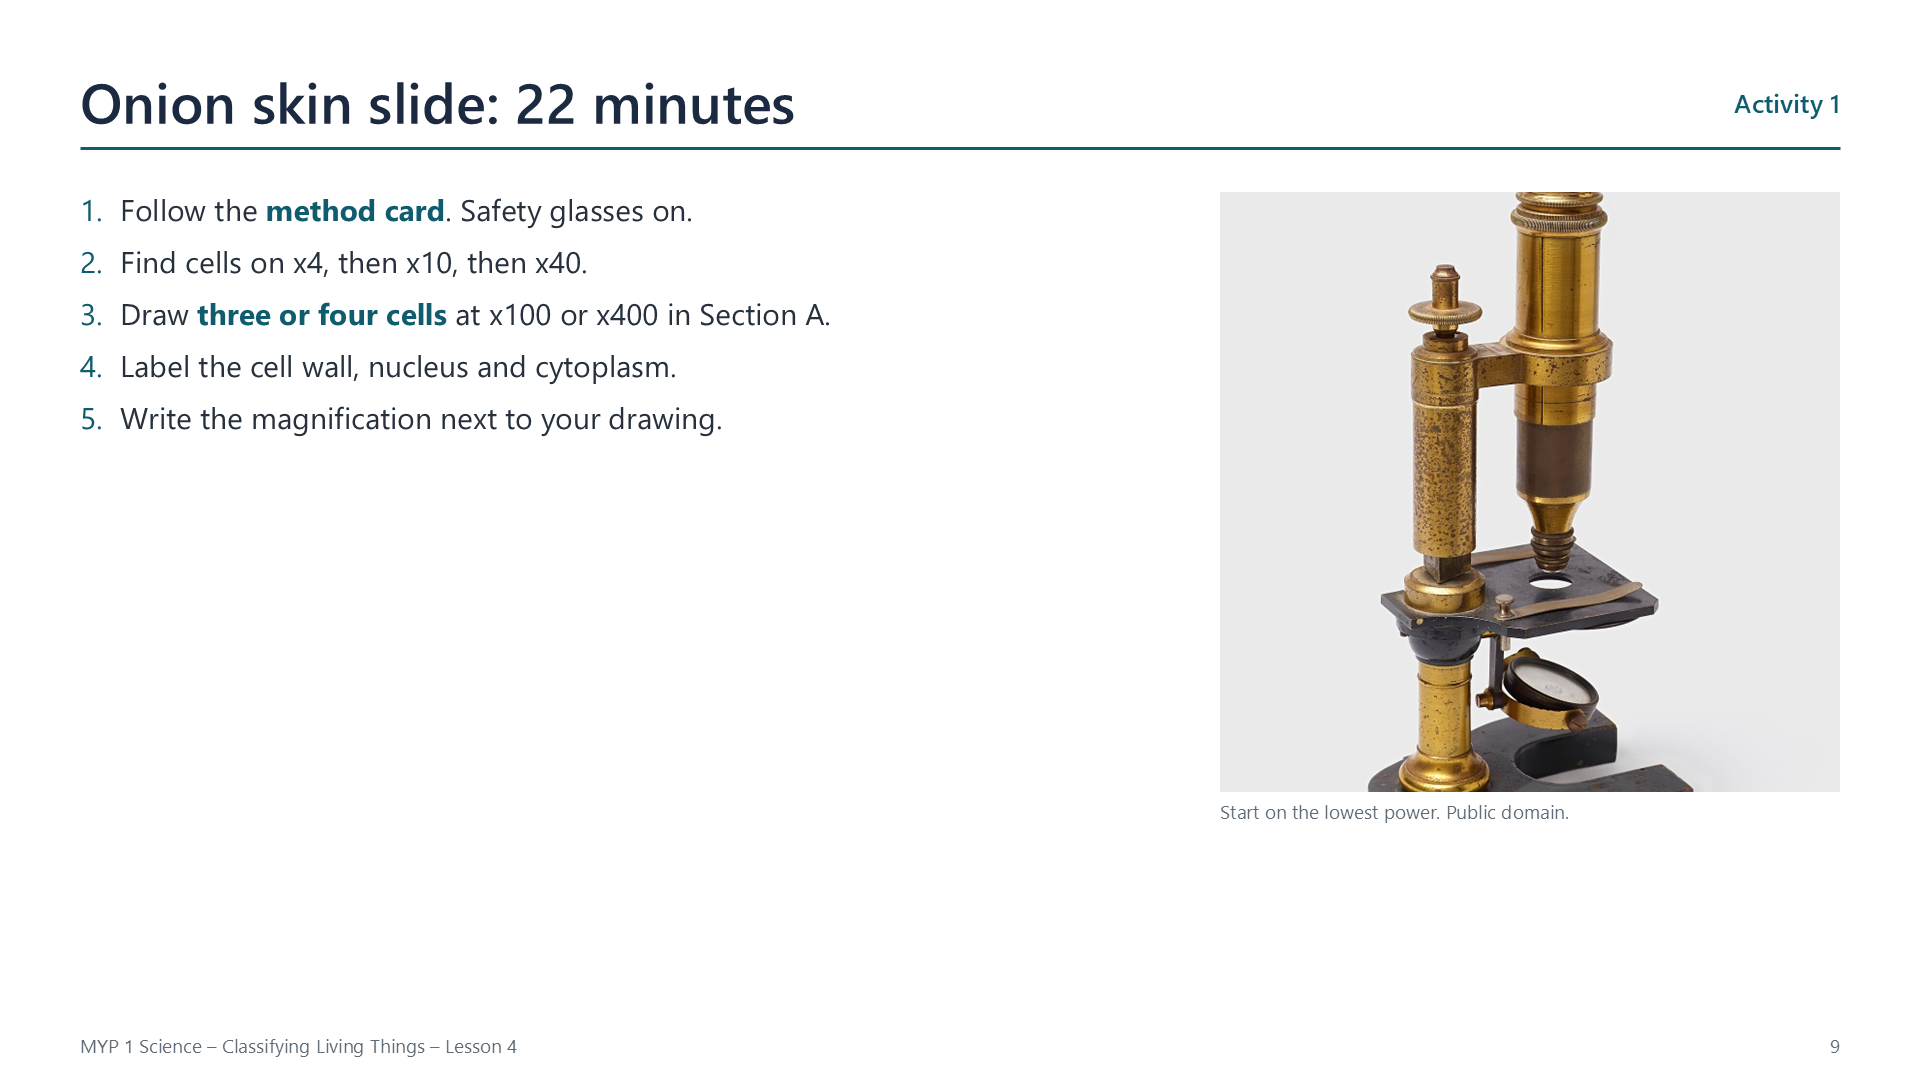 Onion skin slide: 22 minutes
Activity 1
1. Follow the method card. Safety glasses on.
2. Find cells on x4, then x10, then x40.
3. Draw three or four cells at x100 or x400 in Section A.
4. Label the cell wall, nucleus and cytoplasm.
5. Write the magnification next to your drawing.
Start on the lowest power. Public domain.
MYP 1 Science – Classifying Living Things – Lesson 4
9